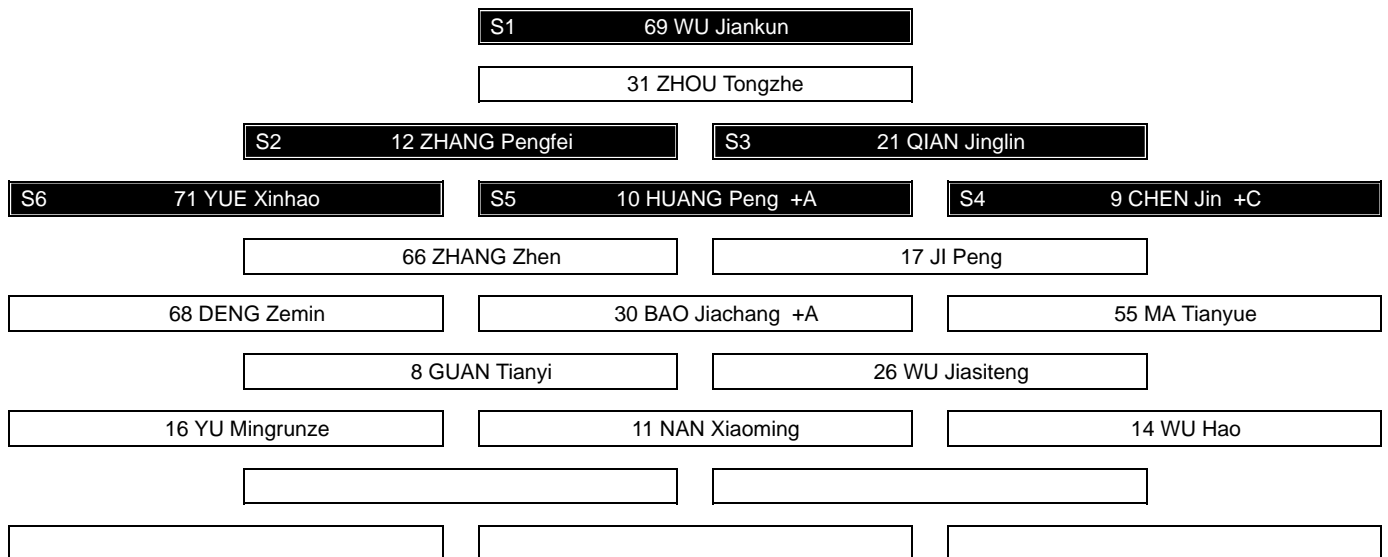 S1 69 WU Jiankun
31 ZHOU Tongzhe
S2 12 ZHANG Pengfei S3 21 QIAN Jinglin
S6 71 YUE Xinhao S5 10 HUANG Peng +A S4 9 CHEN Jin +C
66 ZHANG Zhen 17 JI Peng
68 DENG Zemin 30 BAO Jiachang +A 55 MA Tianyue
8 GUAN Tianyi 26 WU Jiasiteng
16 YU Mingrunze 11 NAN Xiaoming 14 WU Hao